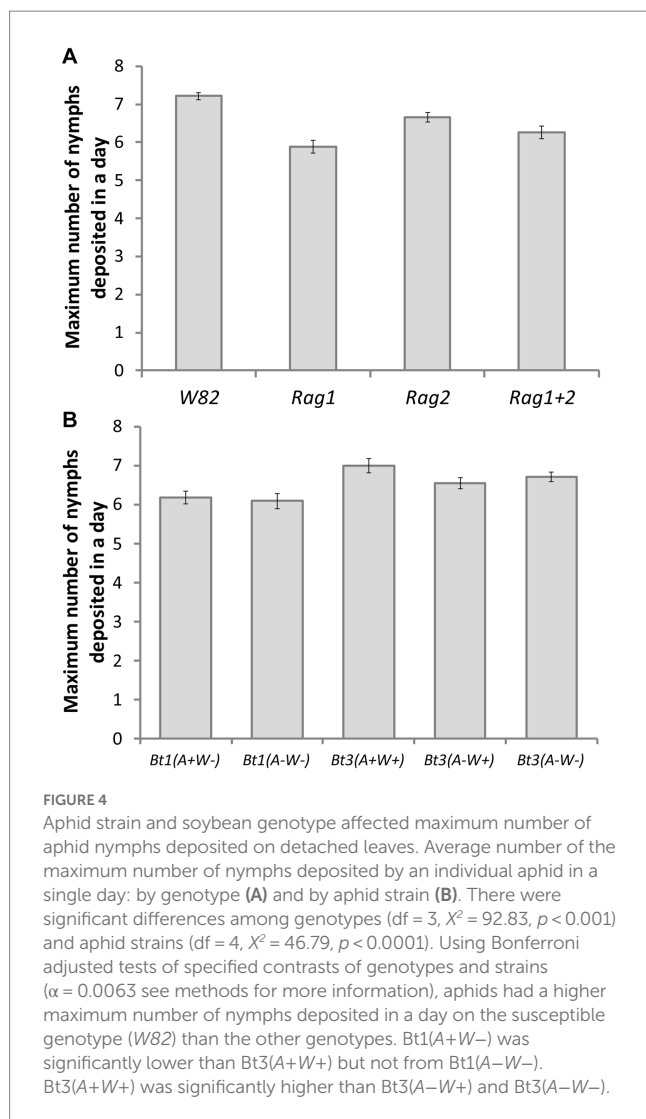 A
Maximum number of nymphs
deposited in a day
8
7
6
5
4
3
2
1
0
W82 Rag1 Rag2 Rag1+2
B
Maximum number of nymphs
deposited in a day
8
7
6
5
4
3
2
1
0
Bt1(A+W-) Bt1(A-W-) Bt3(A+W+) Bt3(A-W+) Bt3(A-W-)
FIGURE 4
Aphid strain and soybean genotype affected maximum number of
aphid nymphs deposited on detached leaves. Average number of the
maximum number of nymphs deposited by an individual aphid in a
single day: by genotype (A) and by aphid strain (B). There were
significant differences among genotypes (df = 3, X² = 92.83, p < 0.001)
and aphid strains (df = 4, X² = 46.79, p < 0.0001). Using Bonferroni
adjusted tests of specified contrasts of genotypes and strains
(α = 0.0063 see methods for more information), aphids had a higher
maximum number of nymphs deposited in a day on the susceptible
genotype (W82) than the other genotypes. Bt1(A+W−) was
significantly lower than Bt3(A+W+) but not from Bt1(A−W−).
Bt3(A+W+) was significantly higher than Bt3(A−W+) and Bt3(A−W−).